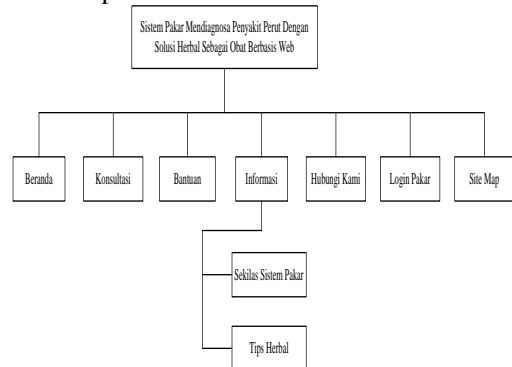 Sistem Pakar Mendiagnosa Penyakit Perut Dengan
Solusi Herbal Sebagai Obat Berbasis Web
Beranda
Konsultasi
Bantuan
Informasi
Hubungi Kami
Login Pakar
Site Map
Sekilas Sistem Pakar
Tips Herbal